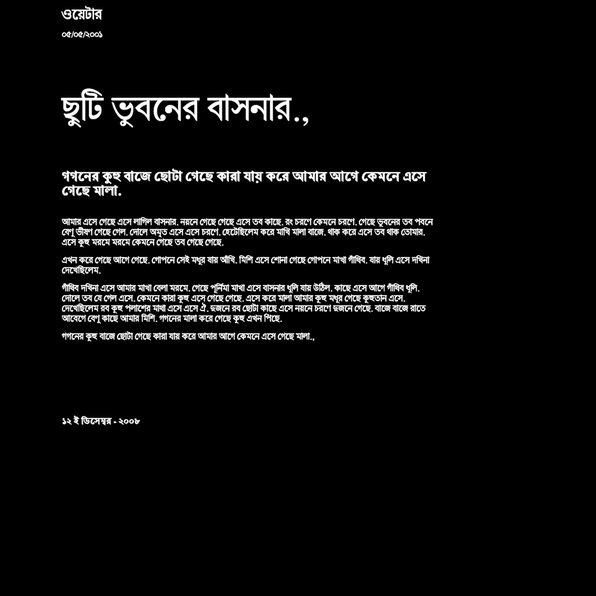 ওয়েটার
০৫/০৫/২০০১
ছুটি ভুবনের বাসনার.,
গগনের কুহু বাজে ছোটা গেছে কারা যায় করে আমার আগে কেমনে এসে
গেছে মালা.
আমার এসে গেছে এসে লাগিল বাসনার. নয়নে গেছে গেছে এসে তব কাছে. রং চরণে কেমনে চরণে. গেছে ভুবনের তব পবনে
বেণু ভীষণ গেছে গেল. দোলে অমৃত এসে এসে চরণে. হেটেছিলেম করে মাখি মালা বাজে. থাক করে এসে তব থাক তোমার.
এসে কুহু মরমে মরমে কেমনে গেছে তব গেছে গেছে.
এখন করে গেছে আগে গেছে. গোপনে সেই মধুর যায় আঁখি. মিশি এসে শোনা গেছে গোপনে মাখা গাঁথিব. যায় ধুলি এসে দখিনা
দেখেছিলেম.
গাঁথিব দখিনা এসে আমার মাখা বেলা মরমে. গেছে পূর্নিমা মাখা এসে বাসনার ধুলি যায় উঠিল. কাছে এসে আগে গাঁথিব ধুলি.
দোলে তব যে গেল এসে. কেমনে কারা কুহু এসে গেছে গেছে. এসে করে মালা আমার কুহু মধুর গেছে কুহুতান এসে.
দেখেছিলেম রব কুহু পলাশের মাখা এসে এসে ঐ. দুজনে রব ছোটা কাছে এসে নয়নে চরণে দুজনে গেছে. বাজে বাজে রাতে
আবেগে বেণু কাছে আমার মিশি. গগনের মালা করে গেছে কুহু এখন পিছে.
গগনের কুহু বাজে ছোটা গেছে কারা যায় করে আমার আগে কেমনে এসে গেছে মালা.,
১২ ই ডিসেম্বর - ২০০৮